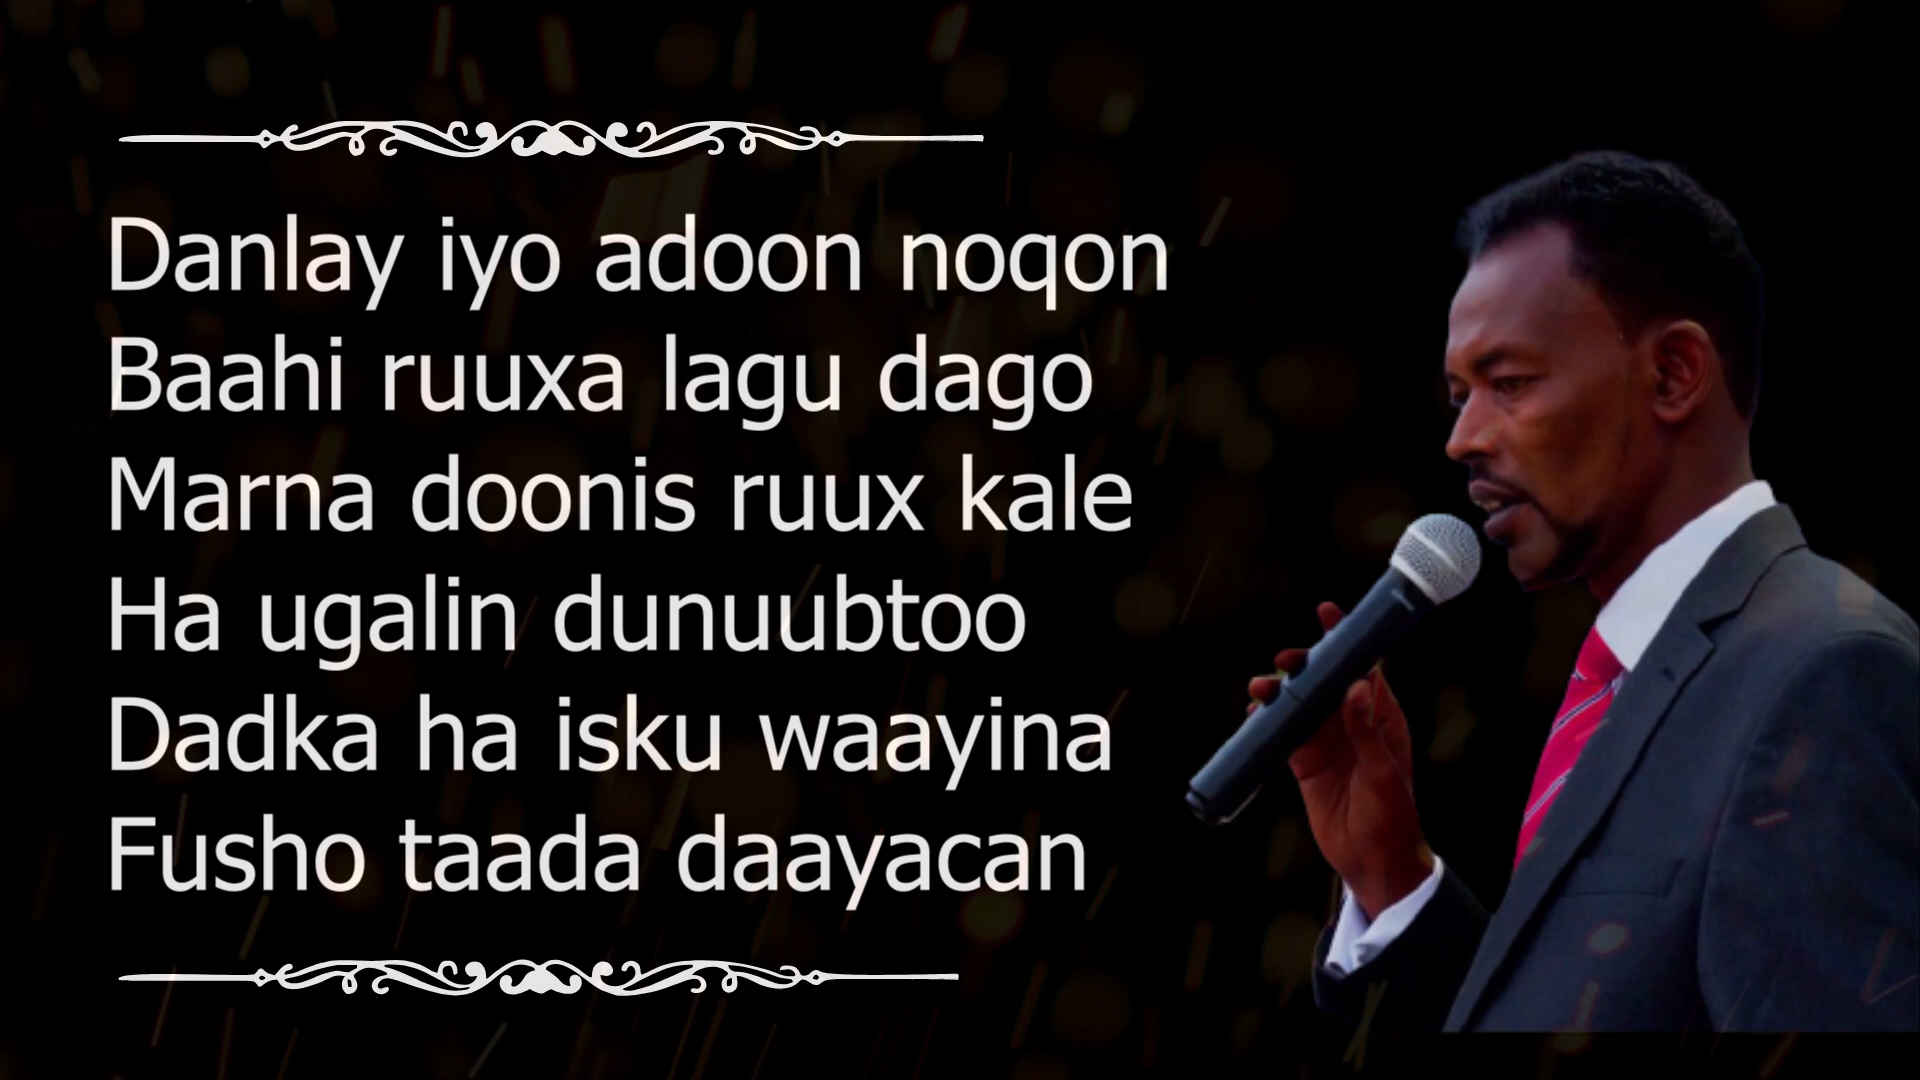 Danlay iyo adoon noqon
Baahi ruuxa lagu dago
Marna doonis ruux kale
Ha ugalin dunuubtoo
Dadka ha isku waayina
Fusho taada daayacan